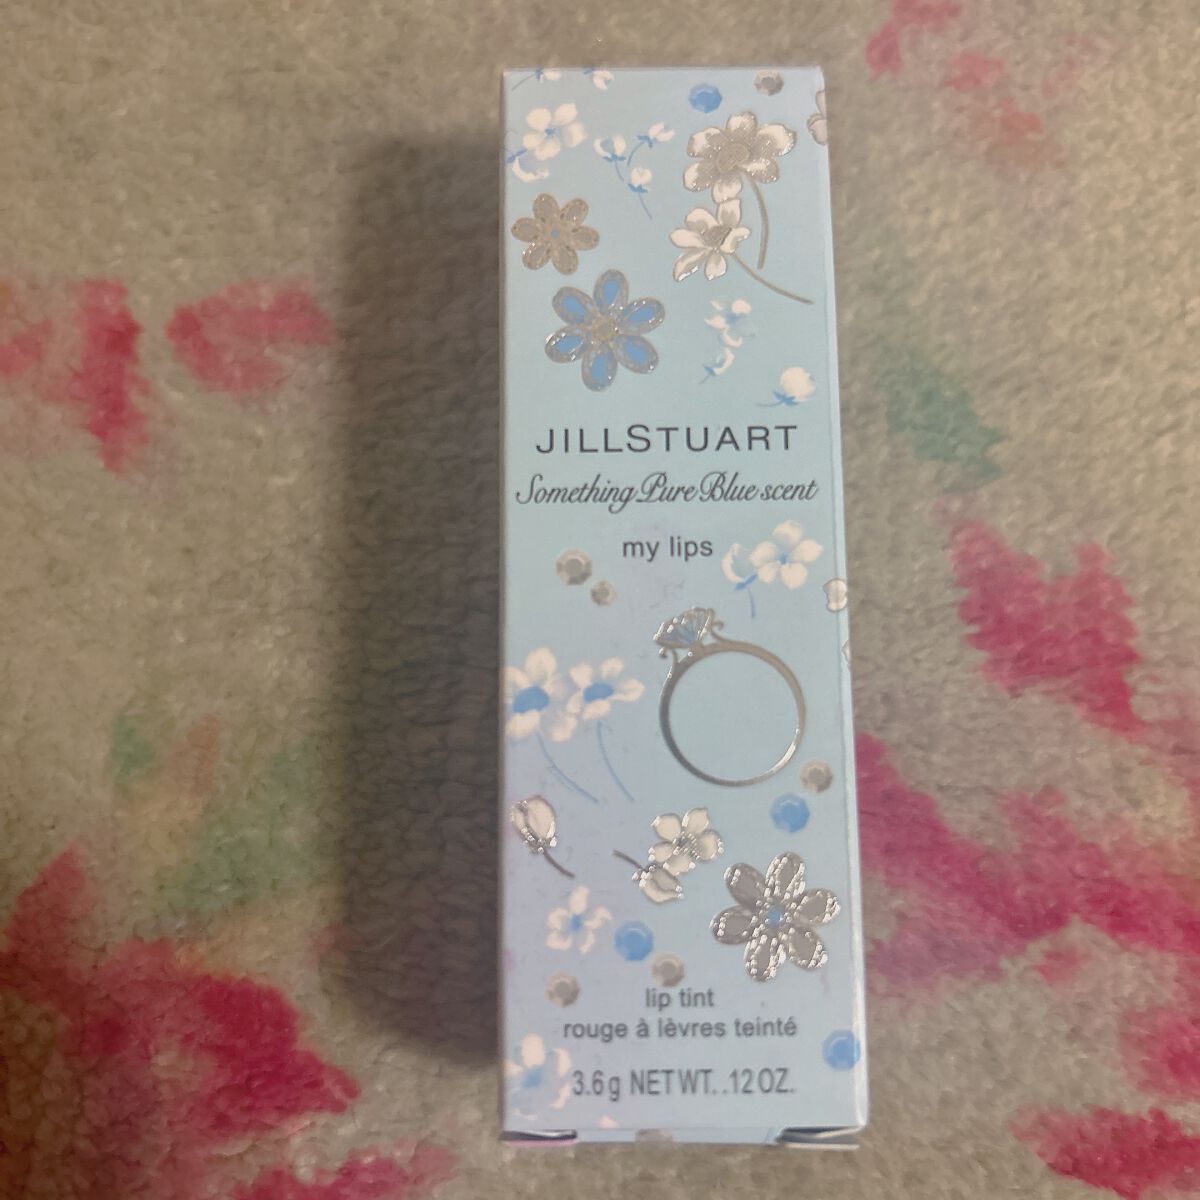 JILLSTUART
Something Pure Blue scent
my lips
lip tint
rouge à lèvres teinté
3.6g NET WT. .12 OZ.